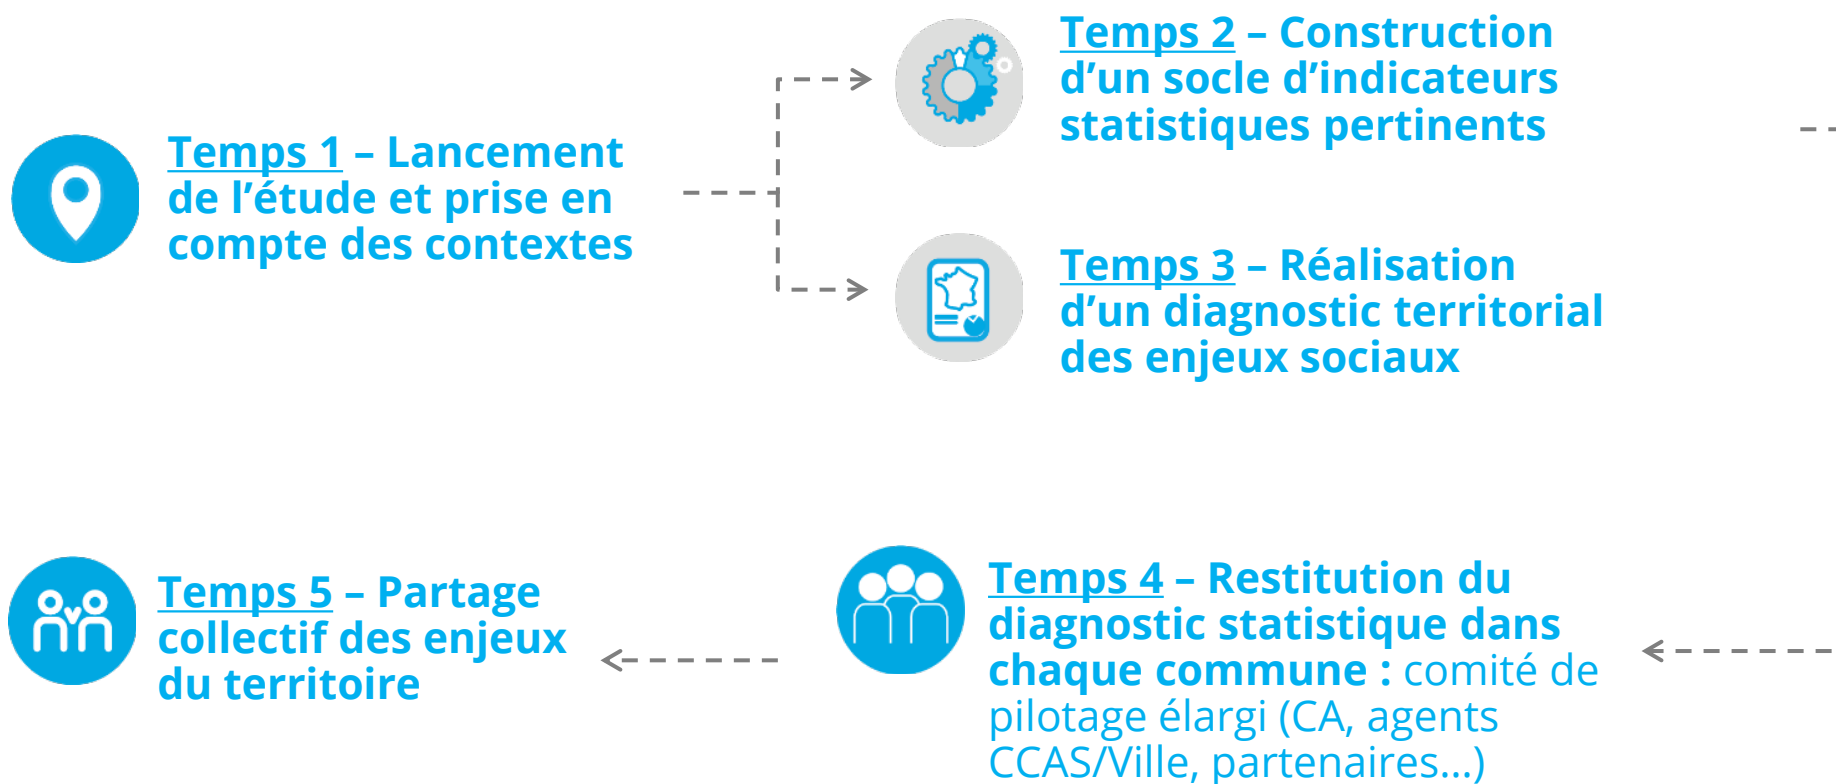 Temps 1 – Lancement
de l’étude et prise en
compte des contextes
Temps 2 – Construction
d’un socle d’indicateurs
statistiques pertinents
Temps 3 – Réalisation
d’un diagnostic territorial
des enjeux sociaux
Temps 4 – Restitution du
diagnostic statistique dans
chaque commune : comité de
pilotage élargi (CA, agents
CCAS/Ville, partenaires…)
Temps 5 – Partage
collectif des enjeux
du territoire